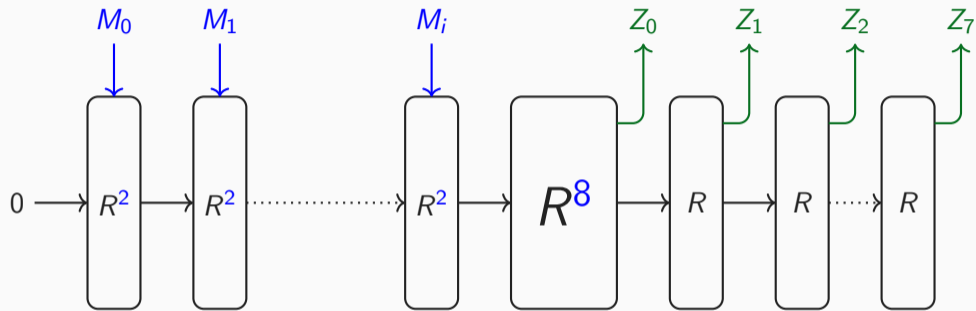 M₀ M₁ Mᵢ Z₀ Z₁ Z₂ Z₇
0 R² R² R² R⁸ R R R